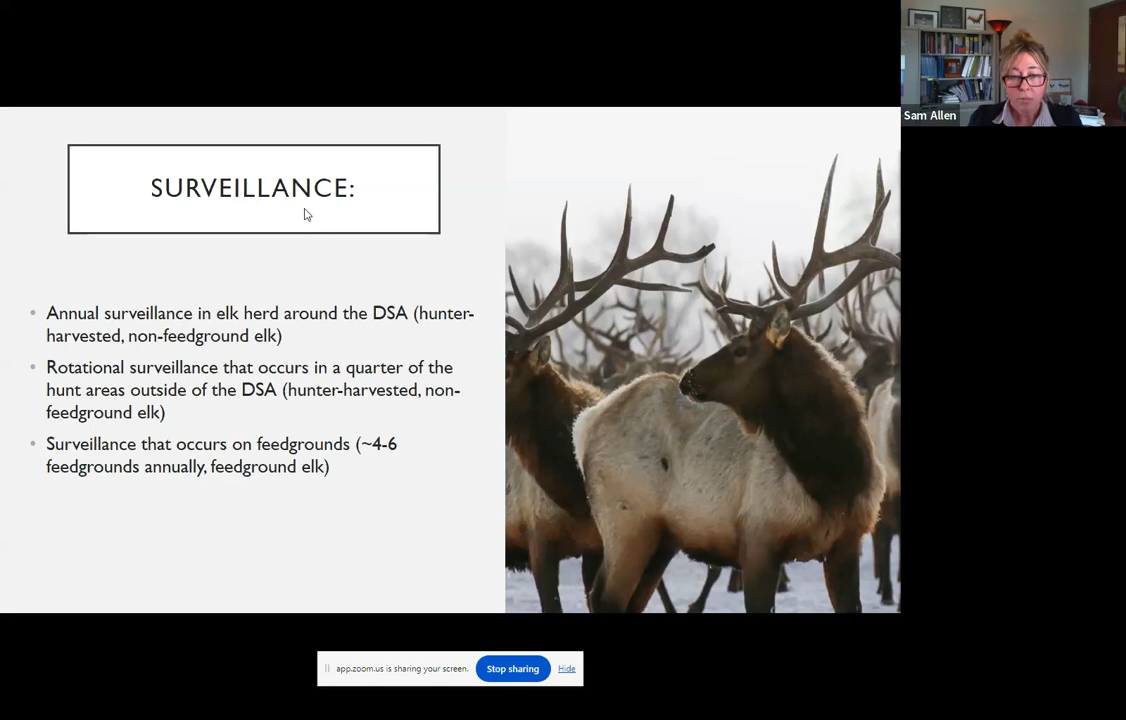 Sam Allen
SURVEILLANCE:
• Annual surveillance in elk herd around the DSA (hunter-
harvested, non-feedground elk)
• Rotational surveillance that occurs in a quarter of the
hunt areas outside of the DSA (hunter-harvested, non-
feedground elk)
• Surveillance that occurs on feedgrounds (~4-6
feedgrounds annually, feedground elk)
app.zoom.us is sharing your screen.
Stop sharing
Hide